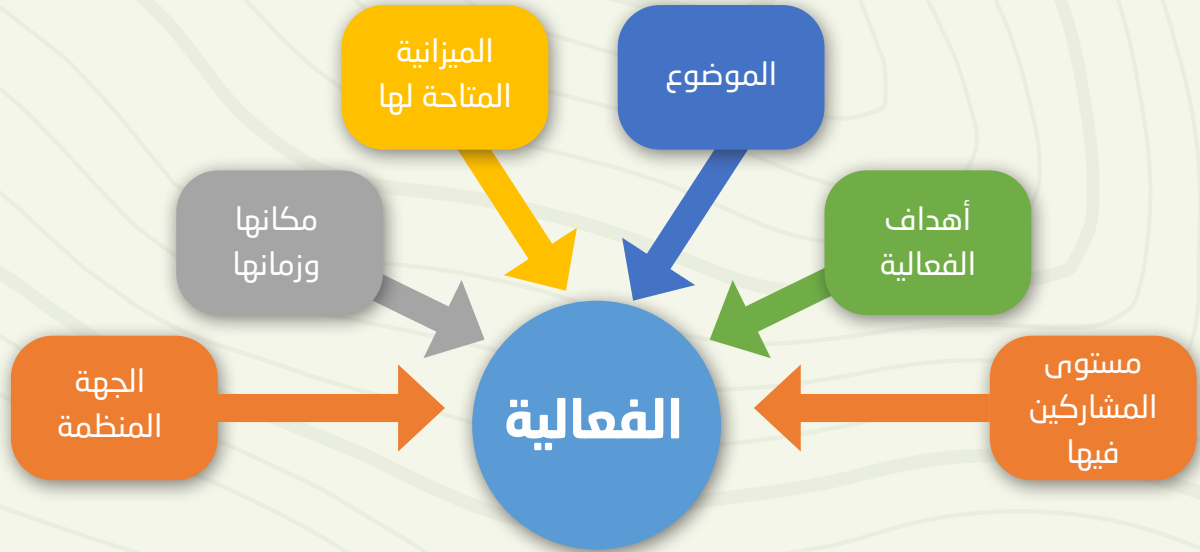 الموضوع
الميزانية
المتاحة لها
أهداف
الفعالية
مكانها
وزمانها
مستوى
المشاركين
فيها
الجهة
المنظمة
الفعالية